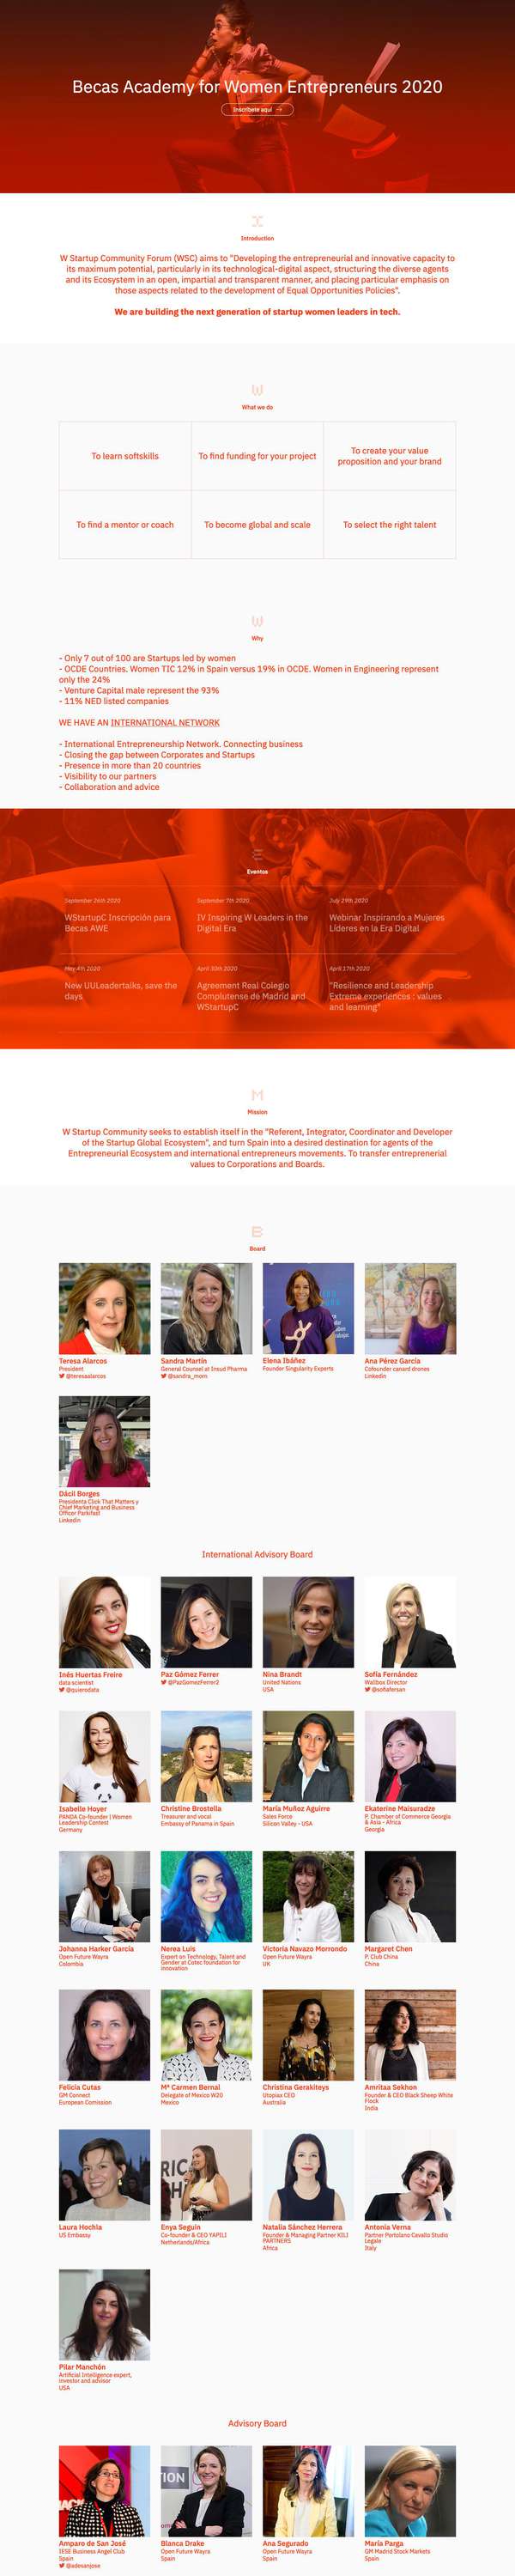 Becas Academy for Women Entrepreneurs 2020
Inscríbete aquí →
I
Introduction
W Startup Community Forum (WSC) aims to "Developing the entrepreneurial and innovative capacity to
its maximum potential, particularly in its technological-digital aspect, structuring the diverse agents
and its Ecosystem in an open, impartial and transparent manner, and placing particular emphasis on
those aspects related to the development of Equal Opportunities Policies".
We are building the next generation of startup women leaders in tech.
W
What we do
To learn softskills
To find funding for your project
To create your value
proposition and your brand
To find a mentor or coach
To become global and scale
To select the right talent
W
Why
- Only 7 out of 100 are Startups led by women
- OCDE Countries. Women TIC 12% in Spain versus 19% in OCDE. Women in Engineering represent
only the 24%
- Venture Capital male represent the 93%
- 11% NED listed companies
WE HAVE AN INTERNATIONAL NETWORK
- International Entrepreneurship Network. Connecting business
- Closing the gap between Corporates and Startups
- Presence in more than 20 countries
- Visibility to our partners
- Collaboration and advice
E
Eventos
September 26th 2020
WStartupC Inscripción para
Becas AWE
September 7th 2020
IV Inspiring W Leaders in the
Digital Era
July 29th 2020
Webinar Inspirando a Mujeres
Líderes en la Era Digital
May 4th 2020
New UULeadertalks, save the
days
April 30th 2020
Agreement Real Colegio
Complutense de Madrid and
WStartupC
April 17th 2020
"Resilience and Leadership
Extreme experiences : values
and learning"
M
Mission
W Startup Community seeks to establish itself in the "Referent, Integrator, Coordinator and Developer
of the Startup Global Ecosystem", and turn Spain into a desired destination for agents of the
Entrepreneurial Ecosystem and international entrepreneurs movements. To transfer entreprenerial
values to Corporations and Boards.
B
Board
Teresa Alarcos
President
@teresaalarcos
Sandra Martín
General Counsel at Insud Pharma
@sandra_morn
Elena Ibáñez
Founder Singularity Experts
Ana Pérez García
Cofounder canard drones
Linkedin
Dácil Borges
Presidenta Click That Matters y
Chief Marketing and Business
Officer Parkifast
Linkedin
International Advisory Board
Inés Huertas Freire
data scientist
@quierodata
Paz Gómez Ferrer
@PazGomezFerrer2
Nina Brandt
United Nations
USA
Sofía Fernández
Wallbox Director
@sofiafersan
Isabelle Hoyer
PANDA Co-founder | Women
Leadership Contest
Germany
Christine Brostella
Treasurer and vocal
Embassy of Panama in Spain
María Muñoz Aguirre
Sales Force
Silicon Valley - USA
Ekaterine Maisuradze
P. Chamber of Commerce Georgia
& Asia - Africa
Georgia
Johanna Harker García
Open Future Wayra
Colombia
Nerea Luis
Expert on Technology, Talent and
Gender at Cotec foundation for
innovation
Victoria Navazo Morrondo
Open Future Wayra
UK
Margaret Chen
P. Club China
China
Felicia Cutas
GM Connect
European Comission
Mª Carmen Bernal
Delegate of Mexico W20
Mexico
Christina Gerakiteys
Utopiax CEO
Australia
Amritaa Sekhon
Founder & CEO Black Sheep White
Flock
India
Laura Hochla
US Embassy
Enya Seguin
Co-founder & CEO YAPILI
Netherlands/Africa
Natalia Sánchez Herrera
Founder & Managing Partner KILI
PARTNERS
Africa
Antonia Verna
Partner Portolano Cavallo Studio
Legale
Italy
Pilar Manchón
Artificial Intelligence expert,
investor and advisor
USA
Advisory Board
Amparo de San José
IESE Business Angel Club
Spain
@adesanjose
Blanca Drake
Open Future Wayra
Spain
Ana Segurado
Open Future Wayra
Spain
María Parga
GM Madrid Stock Markets
Spain